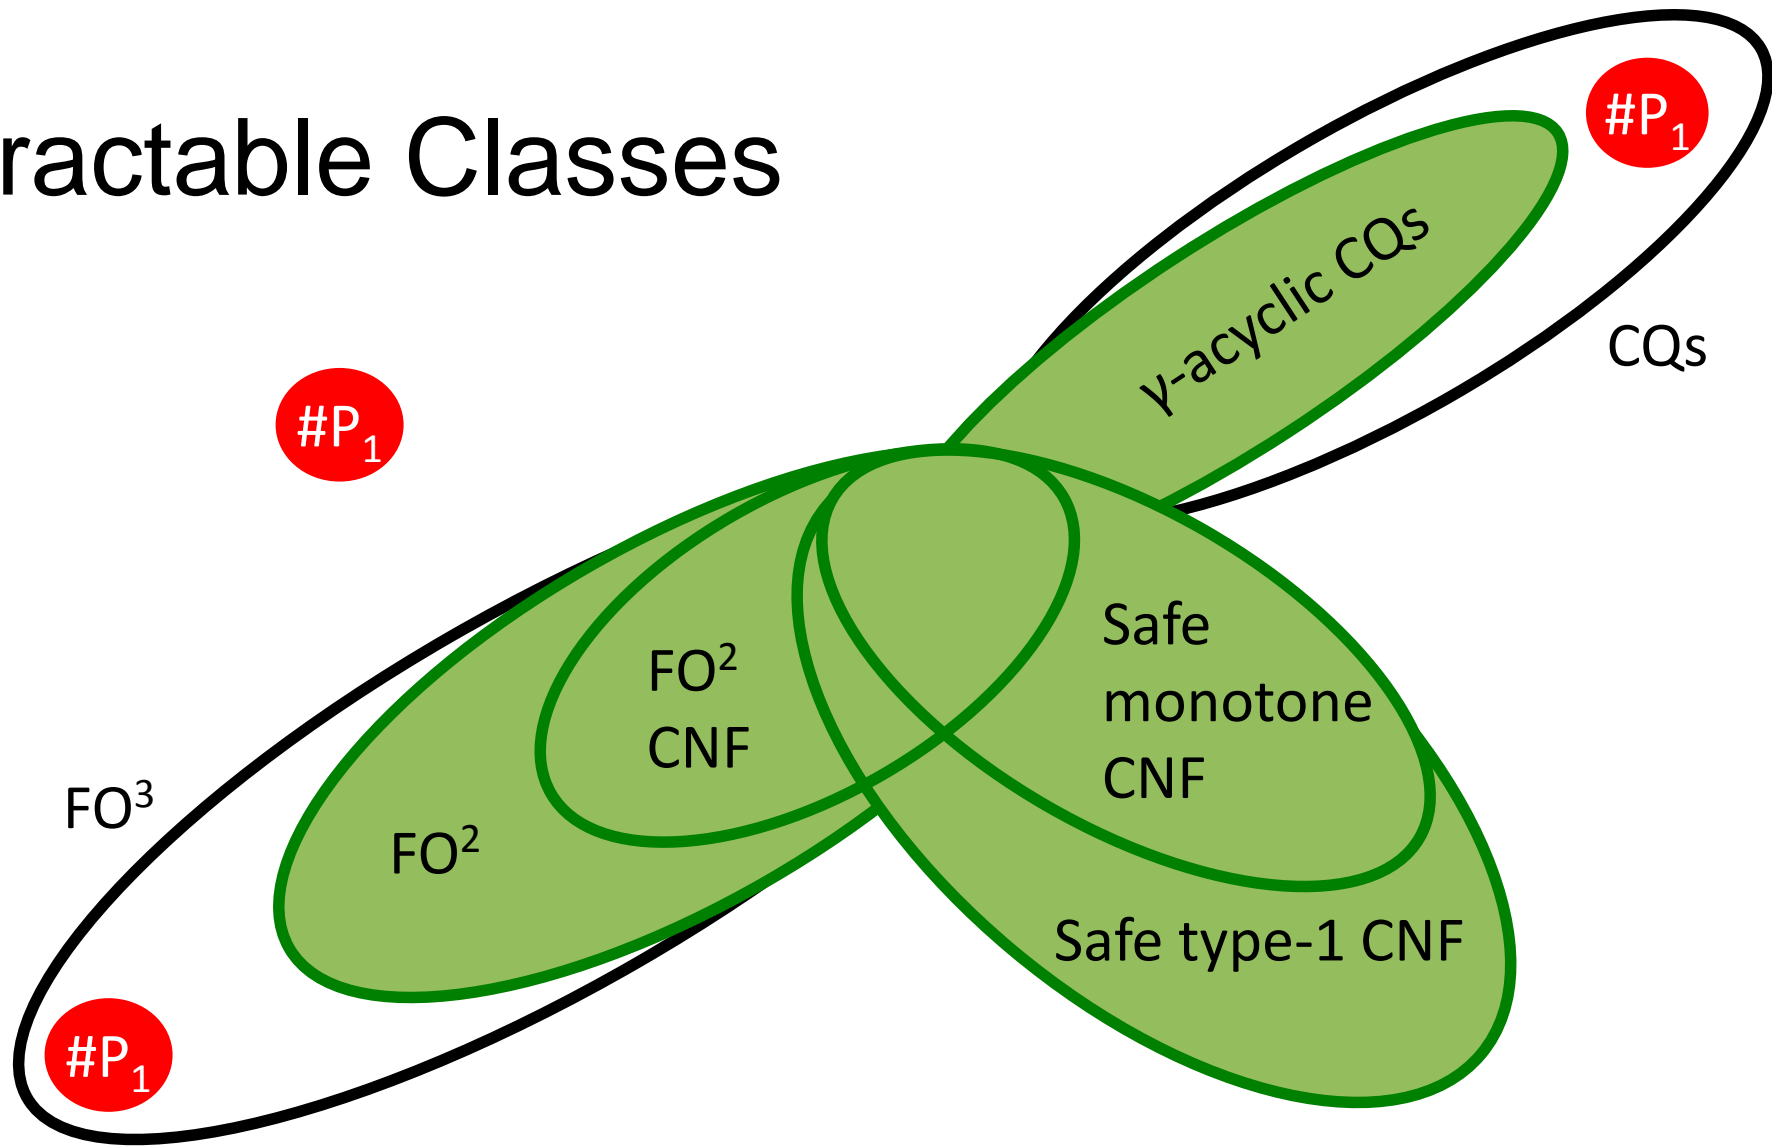 ractable Classes
#P₁
γ-acyclic CQs
CQs
#P₁
FO²
CNF
Safe
monotone
CNF
FO³
FO²
Safe type-1 CNF
#P₁